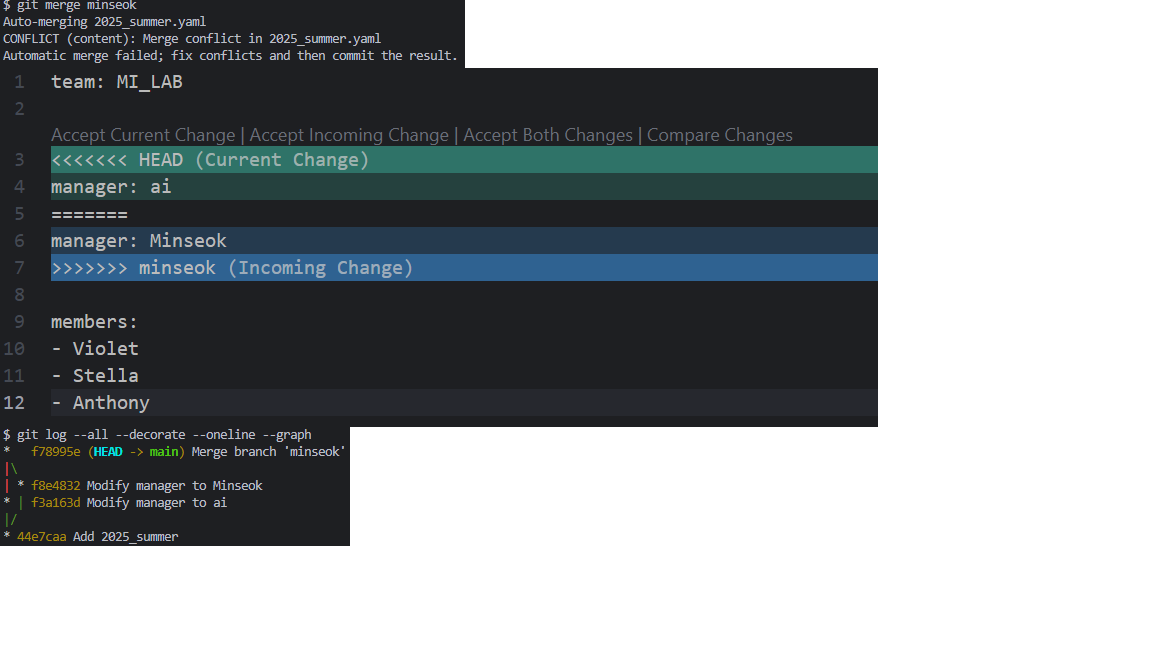 $ git merge minseok
Auto-merging 2025_summer.yaml
CONFLICT (content): Merge conflict in 2025_summer.yaml
Automatic merge failed; fix conflicts and then commit the result.
1 team: MI_LAB
2
Accept Current Change | Accept Incoming Change | Accept Both Changes | Compare Changes
3 <<<<<<< HEAD (Current Change)
4 manager: ai
5 =======
6 manager: Minseok
7 >>>>>>> minseok (Incoming Change)
8
9 members:
10 - Violet
11 - Stella
12 - Anthony
$ git log --all --decorate --oneline --graph
*   f78995e (HEAD -> main) Merge branch 'minseok'
|\
| * f8e4832 Modify manager to Minseok
* | f3a163d Modify manager to ai
|/
* 44e7caa Add 2025_summer